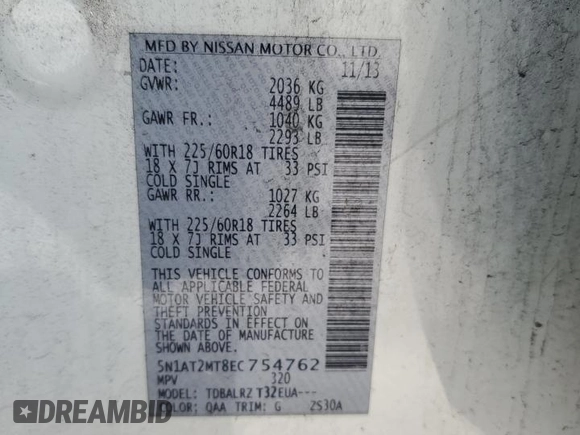 MFD BY NISSAN MOTOR CO., LTD.
DATE: 11/13
GVWR: 2036 KG
4489 LB
GAWR FR.: 1040 KG
2293 LB
WITH 225/60R18 TIRES
18 X 7J RIMS AT 33 PSI
COLD SINGLE
GAWR RR.: 1027 KG
2264 LB
WITH 225/60R18 TIRES
18 X 7J RIMS AT 33 PSI
COLD SINGLE
THIS VEHICLE CONFORMS TO
ALL APPLICABLE FEDERAL
MOTOR VEHICLE SAFETY AND
THEFT PREVENTION
STANDARDS IN EFFECT ON
THE DATE OF MANUFACTURE
SHOWN ABOVE.
5N1AT2MT8EC754762
MPV 320
MODEL: TDBALRZ T32EUA---
COLOR: QAA TRIM: G 2S30A
AUTOBIDCAR